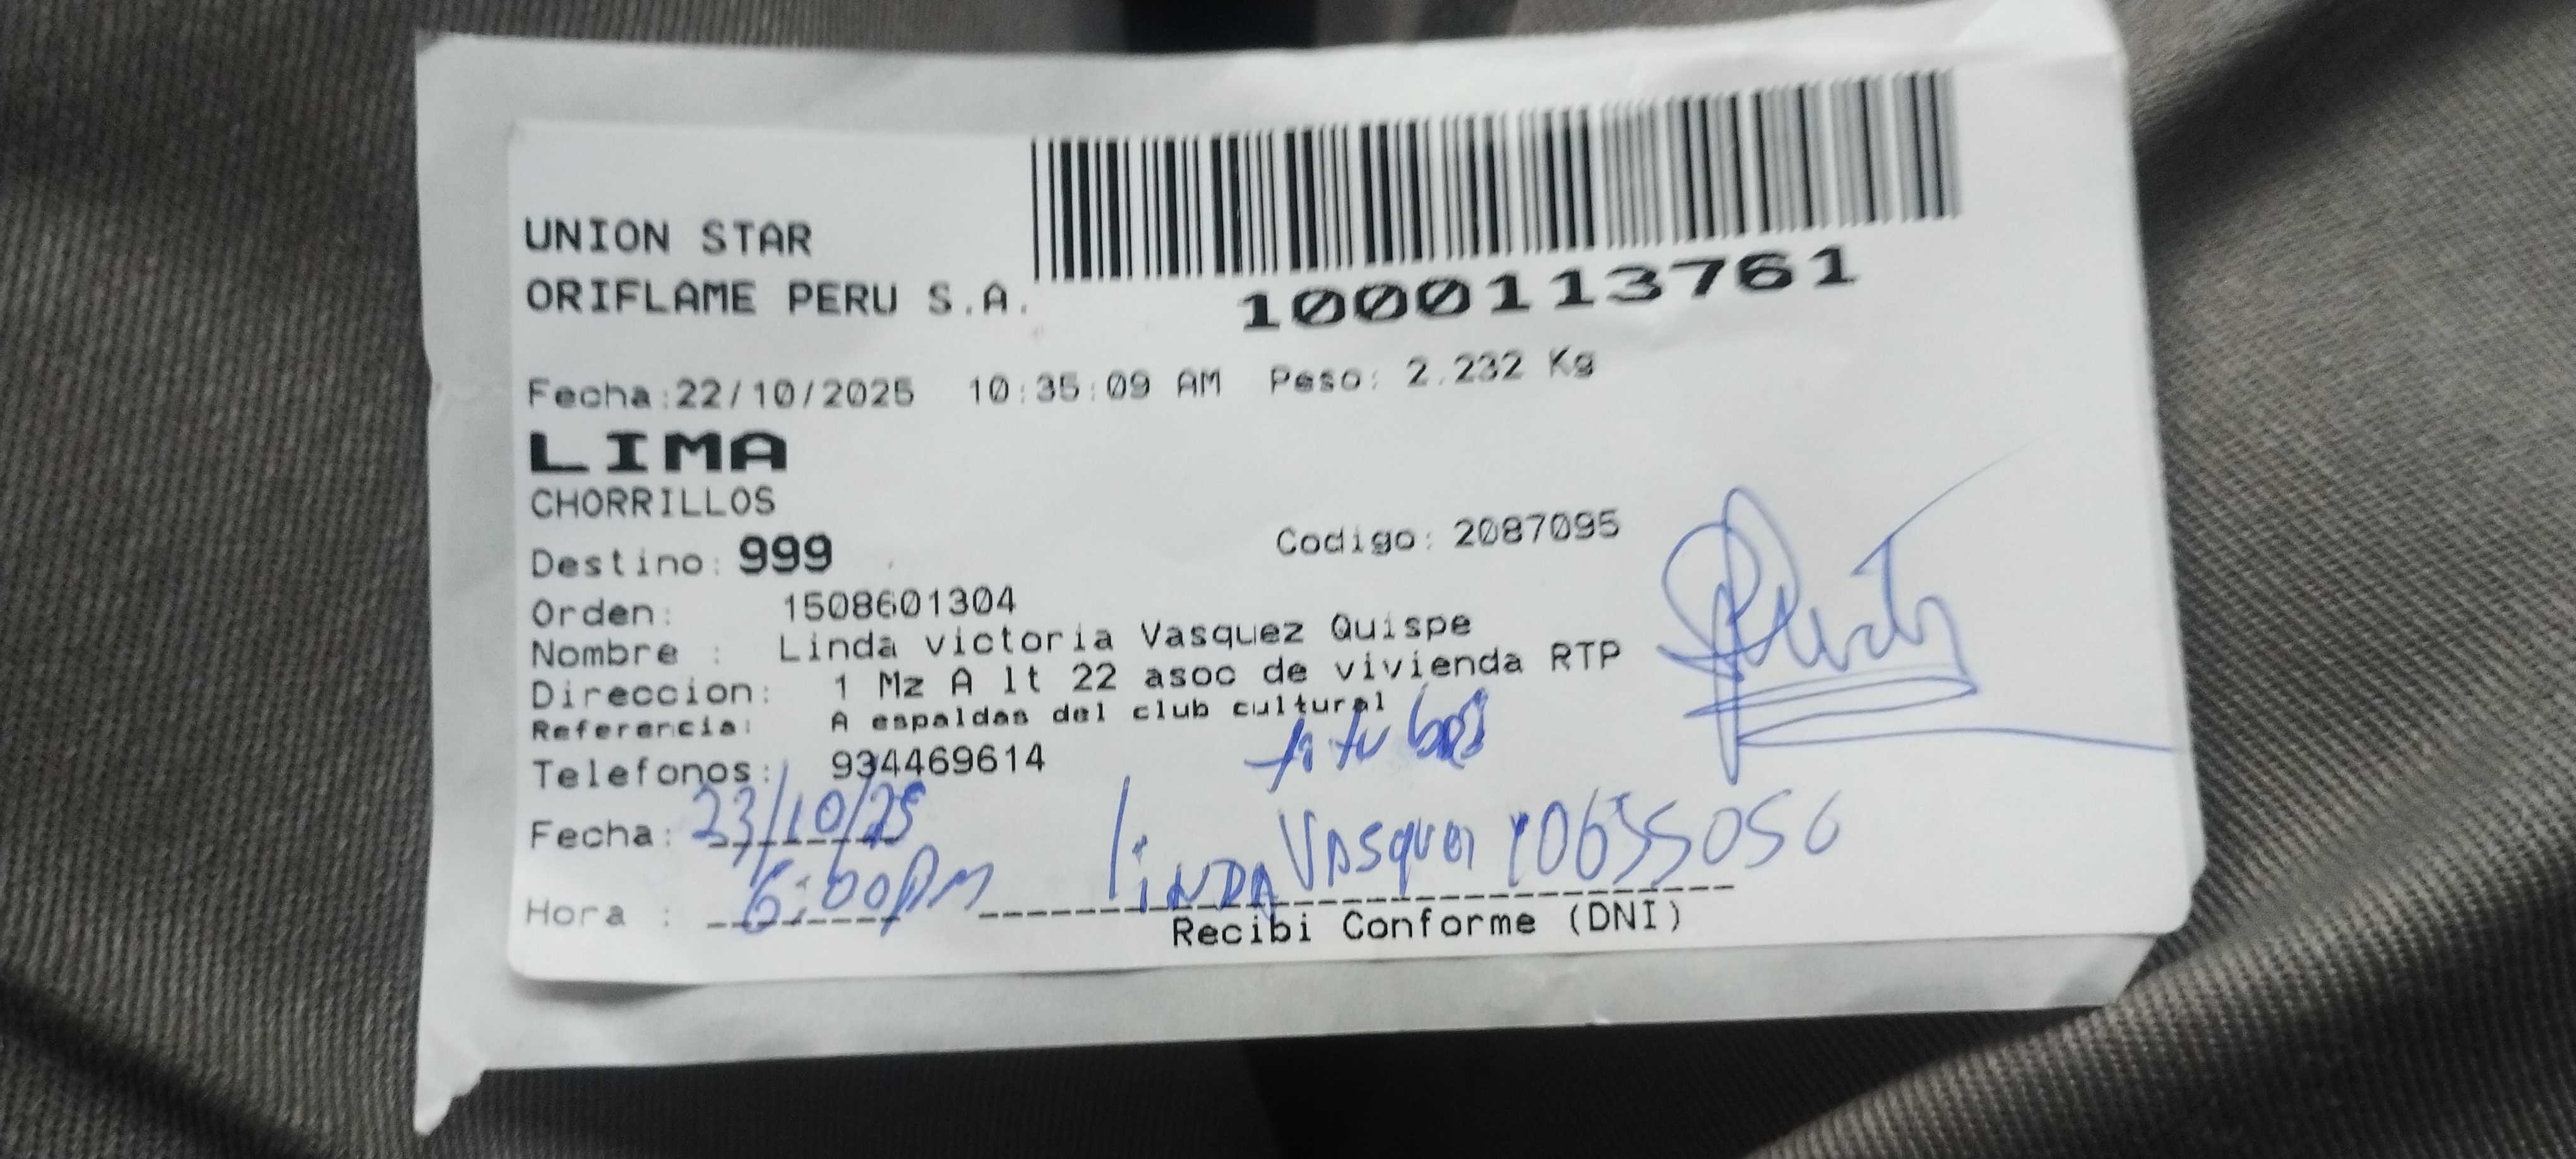 UNION STAR
ORIFLAME PERU S.A.
1000113761
Fecha:22/10/2025 10:35:09 AM Peso: 2.232 Kg
LIMA
CHORRILLOS
Destino: 999
Codigo: 2087095
Orden: 1508601304
Nombre : Linda victoria Vasquez Quispe
Direccion: 1 Mz A lt 22 asoc de vivienda RTP
Referencia: A espaldas del club cultural
Telefonos: 934469614
Fecha: 23/10/25
Hora : 6:00pm
LINDA VASquez 10655056
Recibi Conforme (DNI)